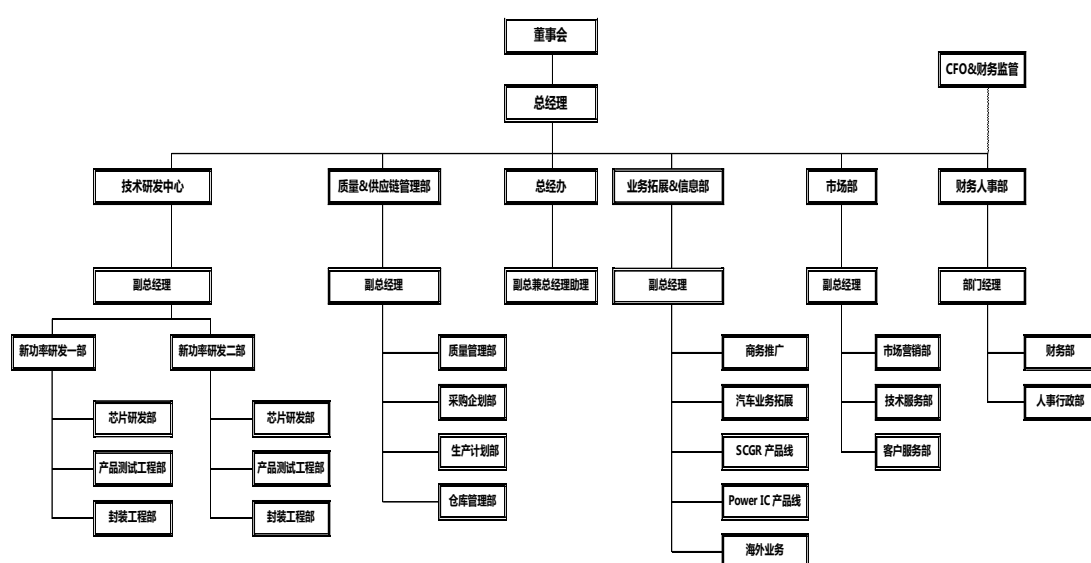 董事会
CFO&财务监管
总经理
技术研发中心
质量&供应链管理部
总经办
业务拓展&信息部
市场部
财务人事部
副总经理
副总经理
副总兼总经理助理
副总经理
副总经理
部门经理
新功率研发一部
新功率研发二部
质量管理部
商务推广
市场营销部
财务部
芯片研发部
芯片研发部
采购企划部
汽车业务拓展
技术服务部
人事行政部
产品测试工程部
产品测试工程部
生产计划部
SCGR 产品线
客户服务部
封装工程部
封装工程部
仓库管理部
Power IC 产品线
海外业务